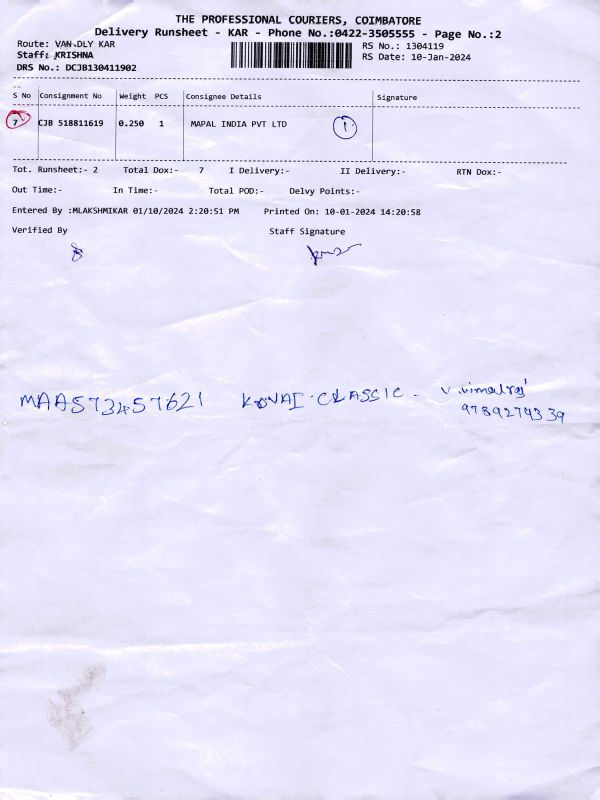 THE PROFESSIONAL COURIERS, COIMBATORE
Delivery Runsheet - KAR - Phone No.:0422-3505555 - Page No.:2
Route: VAN DLY KAR
RS No.: 1304119
Staff: KRISHNA
RS Date: 10-Jan-2024
DRS No.: DCJB130411902
S No Consignment No Weight PCS Consignee Details Signature
7 CJB 518811619 0.250 1 MAPAL INDIA PVT LTD 1
Tot. Runsheet:- 2 Total Dox:- 7 I Delivery:- II Delivery:- RTN Dox:-
Out Time:- In Time:- Total POD:- Delvy Points:-
Entered By :MLAKSHMIKAR 01/10/2024 2:20:51 PM Printed On: 10-01-2024 14:20:58
Verified By Staff Signature
MAA573457621 KOVAI CLASSIC - V. Vimalraj
9789279339